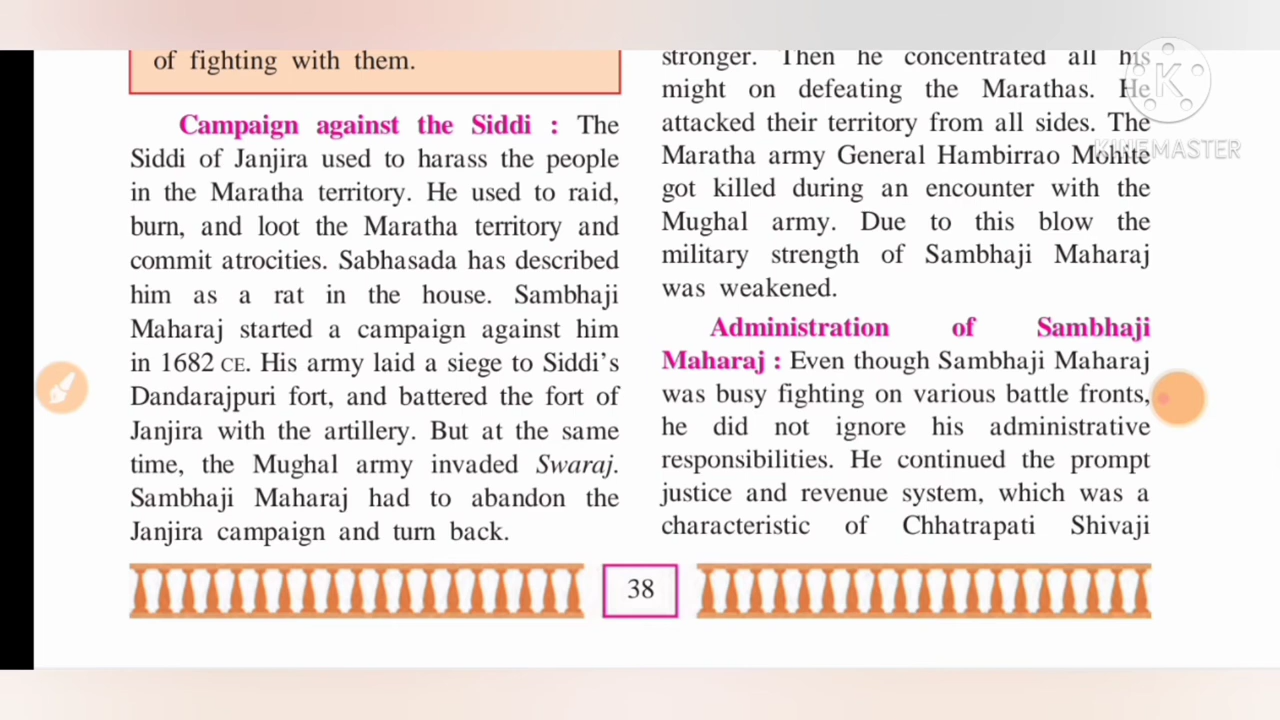 of fighting with them.
Campaign against the Siddi : The
Siddi of Janjira used to harass the people
in the Maratha territory. He used to raid,
burn, and loot the Maratha territory and
commit atrocities. Sabhasada has described
him as a rat in the house. Sambhaji
Maharaj started a campaign against him
in 1682 CE. His army laid a siege to Siddi's
Dandarajpuri fort, and battered the fort of
Janjira with the artillery. But at the same
time, the Mughal army invaded Swaraj.
Sambhaji Maharaj had to abandon the
Janjira campaign and turn back.
stronger. Then he concentrated all his
might on defeating the Marathas. He
attacked their territory from all sides. The
Maratha army General Hambirrao Mohite
got killed during an encounter with the
Mughal army. Due to this blow the
military strength of Sambhaji Maharaj
was weakened.
Administration of Sambhaji
Maharaj : Even though Sambhaji Maharaj
was busy fighting on various battle fronts,
he did not ignore his administrative
responsibilities. He continued the prompt
justice and revenue system, which was a
characteristic of Chhatrapati Shivaji
38
K
KINEMASTER